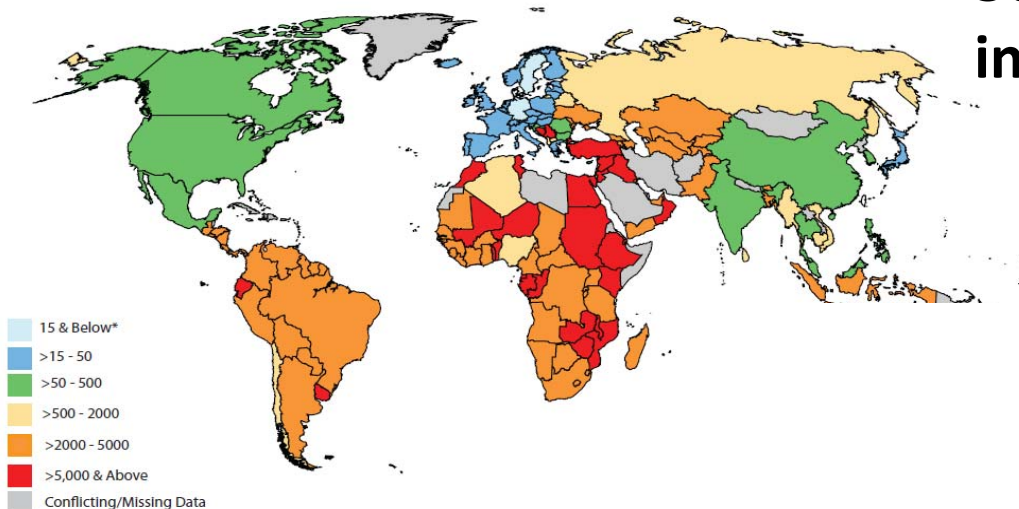 in
15 & Below*
>15 - 50
>50 - 500
>500 - 2000
>2000 - 5000
>5,000 & Above
Conflicting/Missing Data